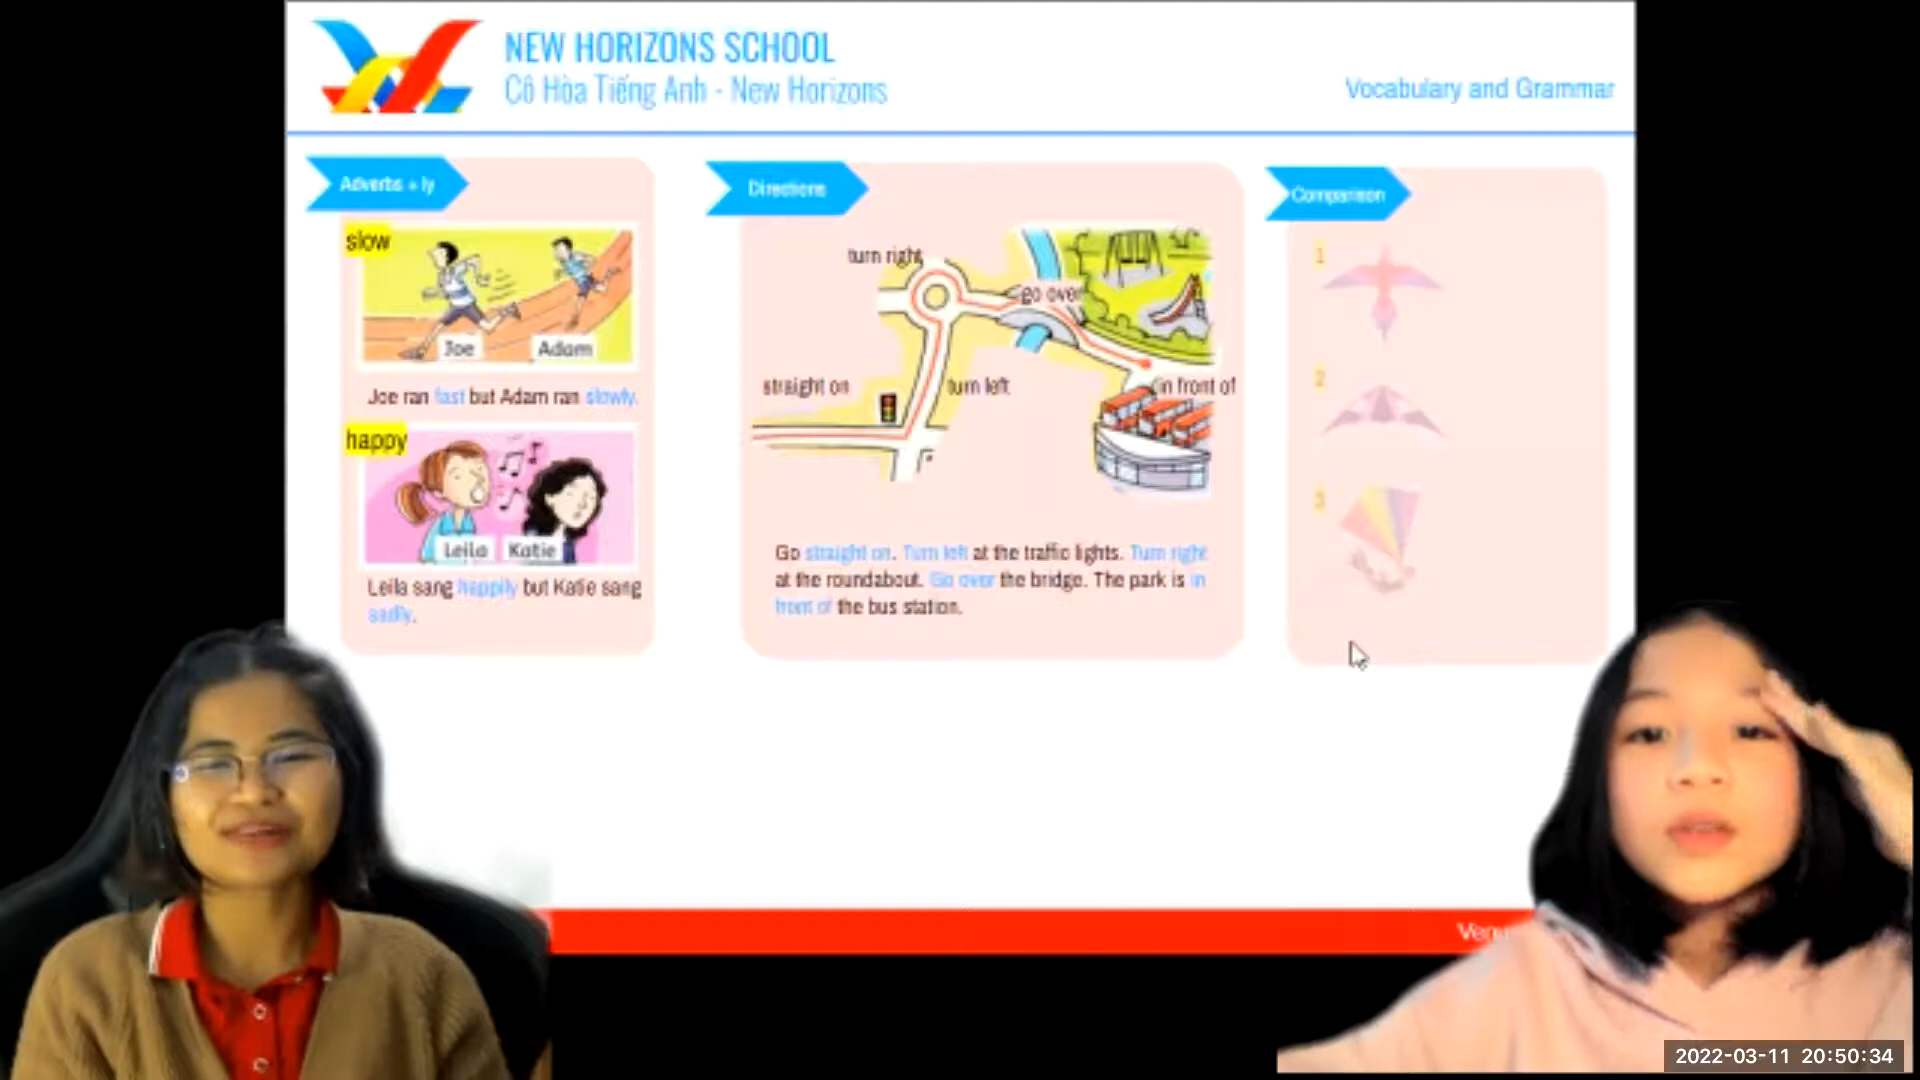 NEW HORIZONS SCHOOL
Cô Hòa Tiếng Anh - New Horizons
Vocabulary and Grammar
Adverbs + ly
slow
Joe
Adam
Joe ran fast but Adam ran slowly.
happy
Leila
Katie
Leila sang happily but Katie sang
sadly.
Directions
turn right
go over
straight on
turn left
in front of
Go straight on. Turn left at the traffic lights. Turn right
at the roundabout. Go over the bridge. The park is in
front of the bus station.
Comparison
1
2
3
2022-03-11 20:50:34